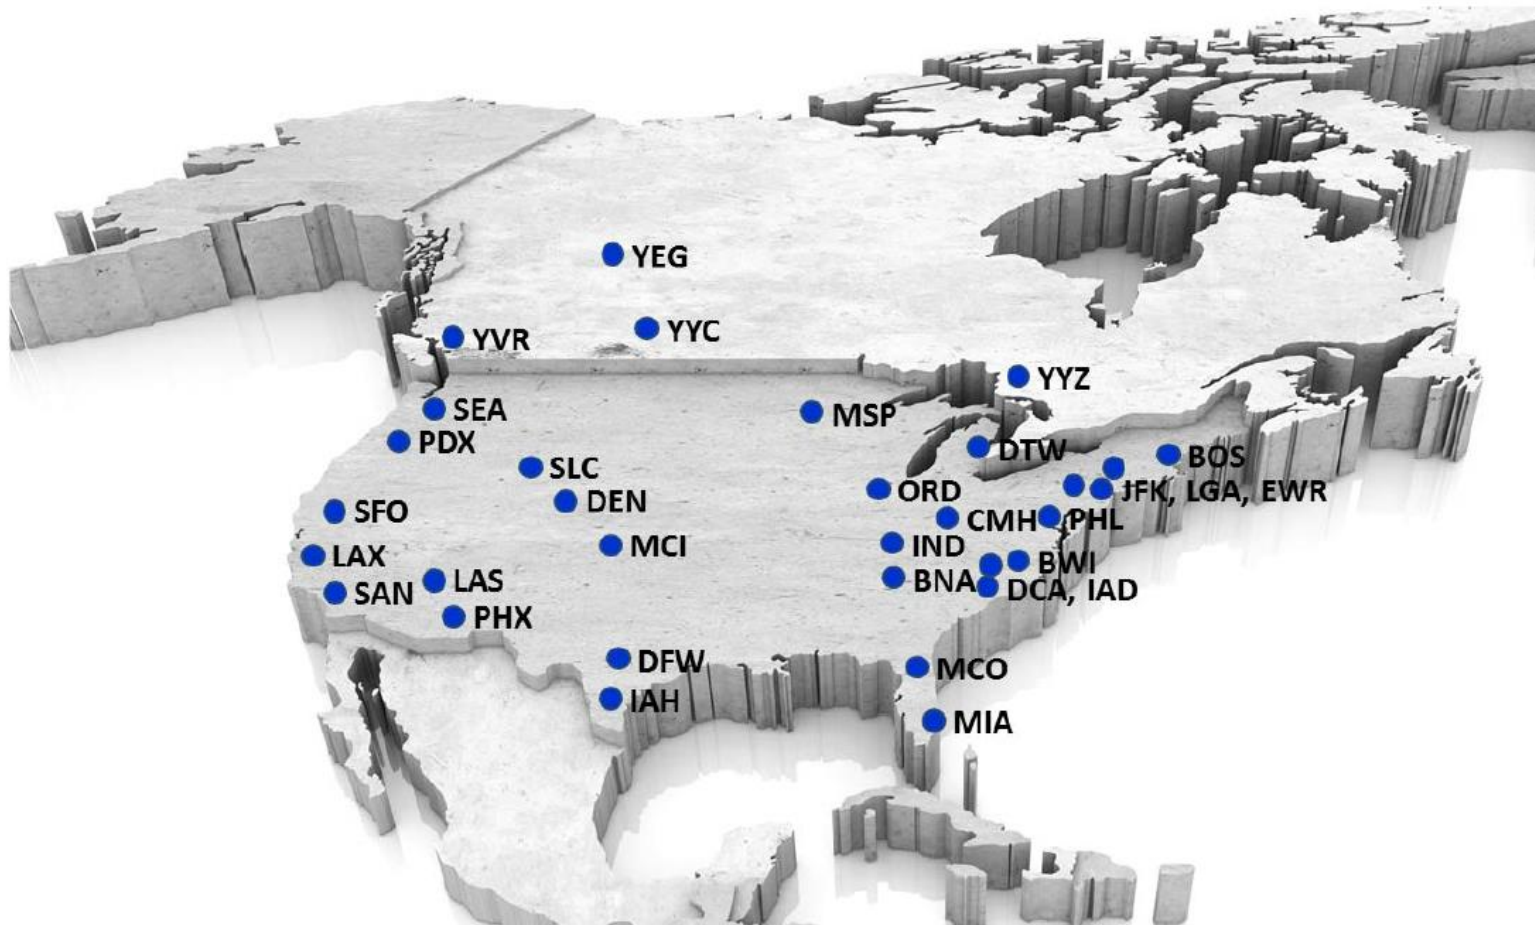 YEG
YYC
YVR
YYZ
SEA
MSP
PDX
DTW
BOS
SLC
ORD
JFK, LGA, EWR
DEN
SFO
CMH
PHL
MCI
IND
LAX
BWI
LAS
BNA
DCA, IAD
SAN
PHX
DFW
MCO
IAH
MIA